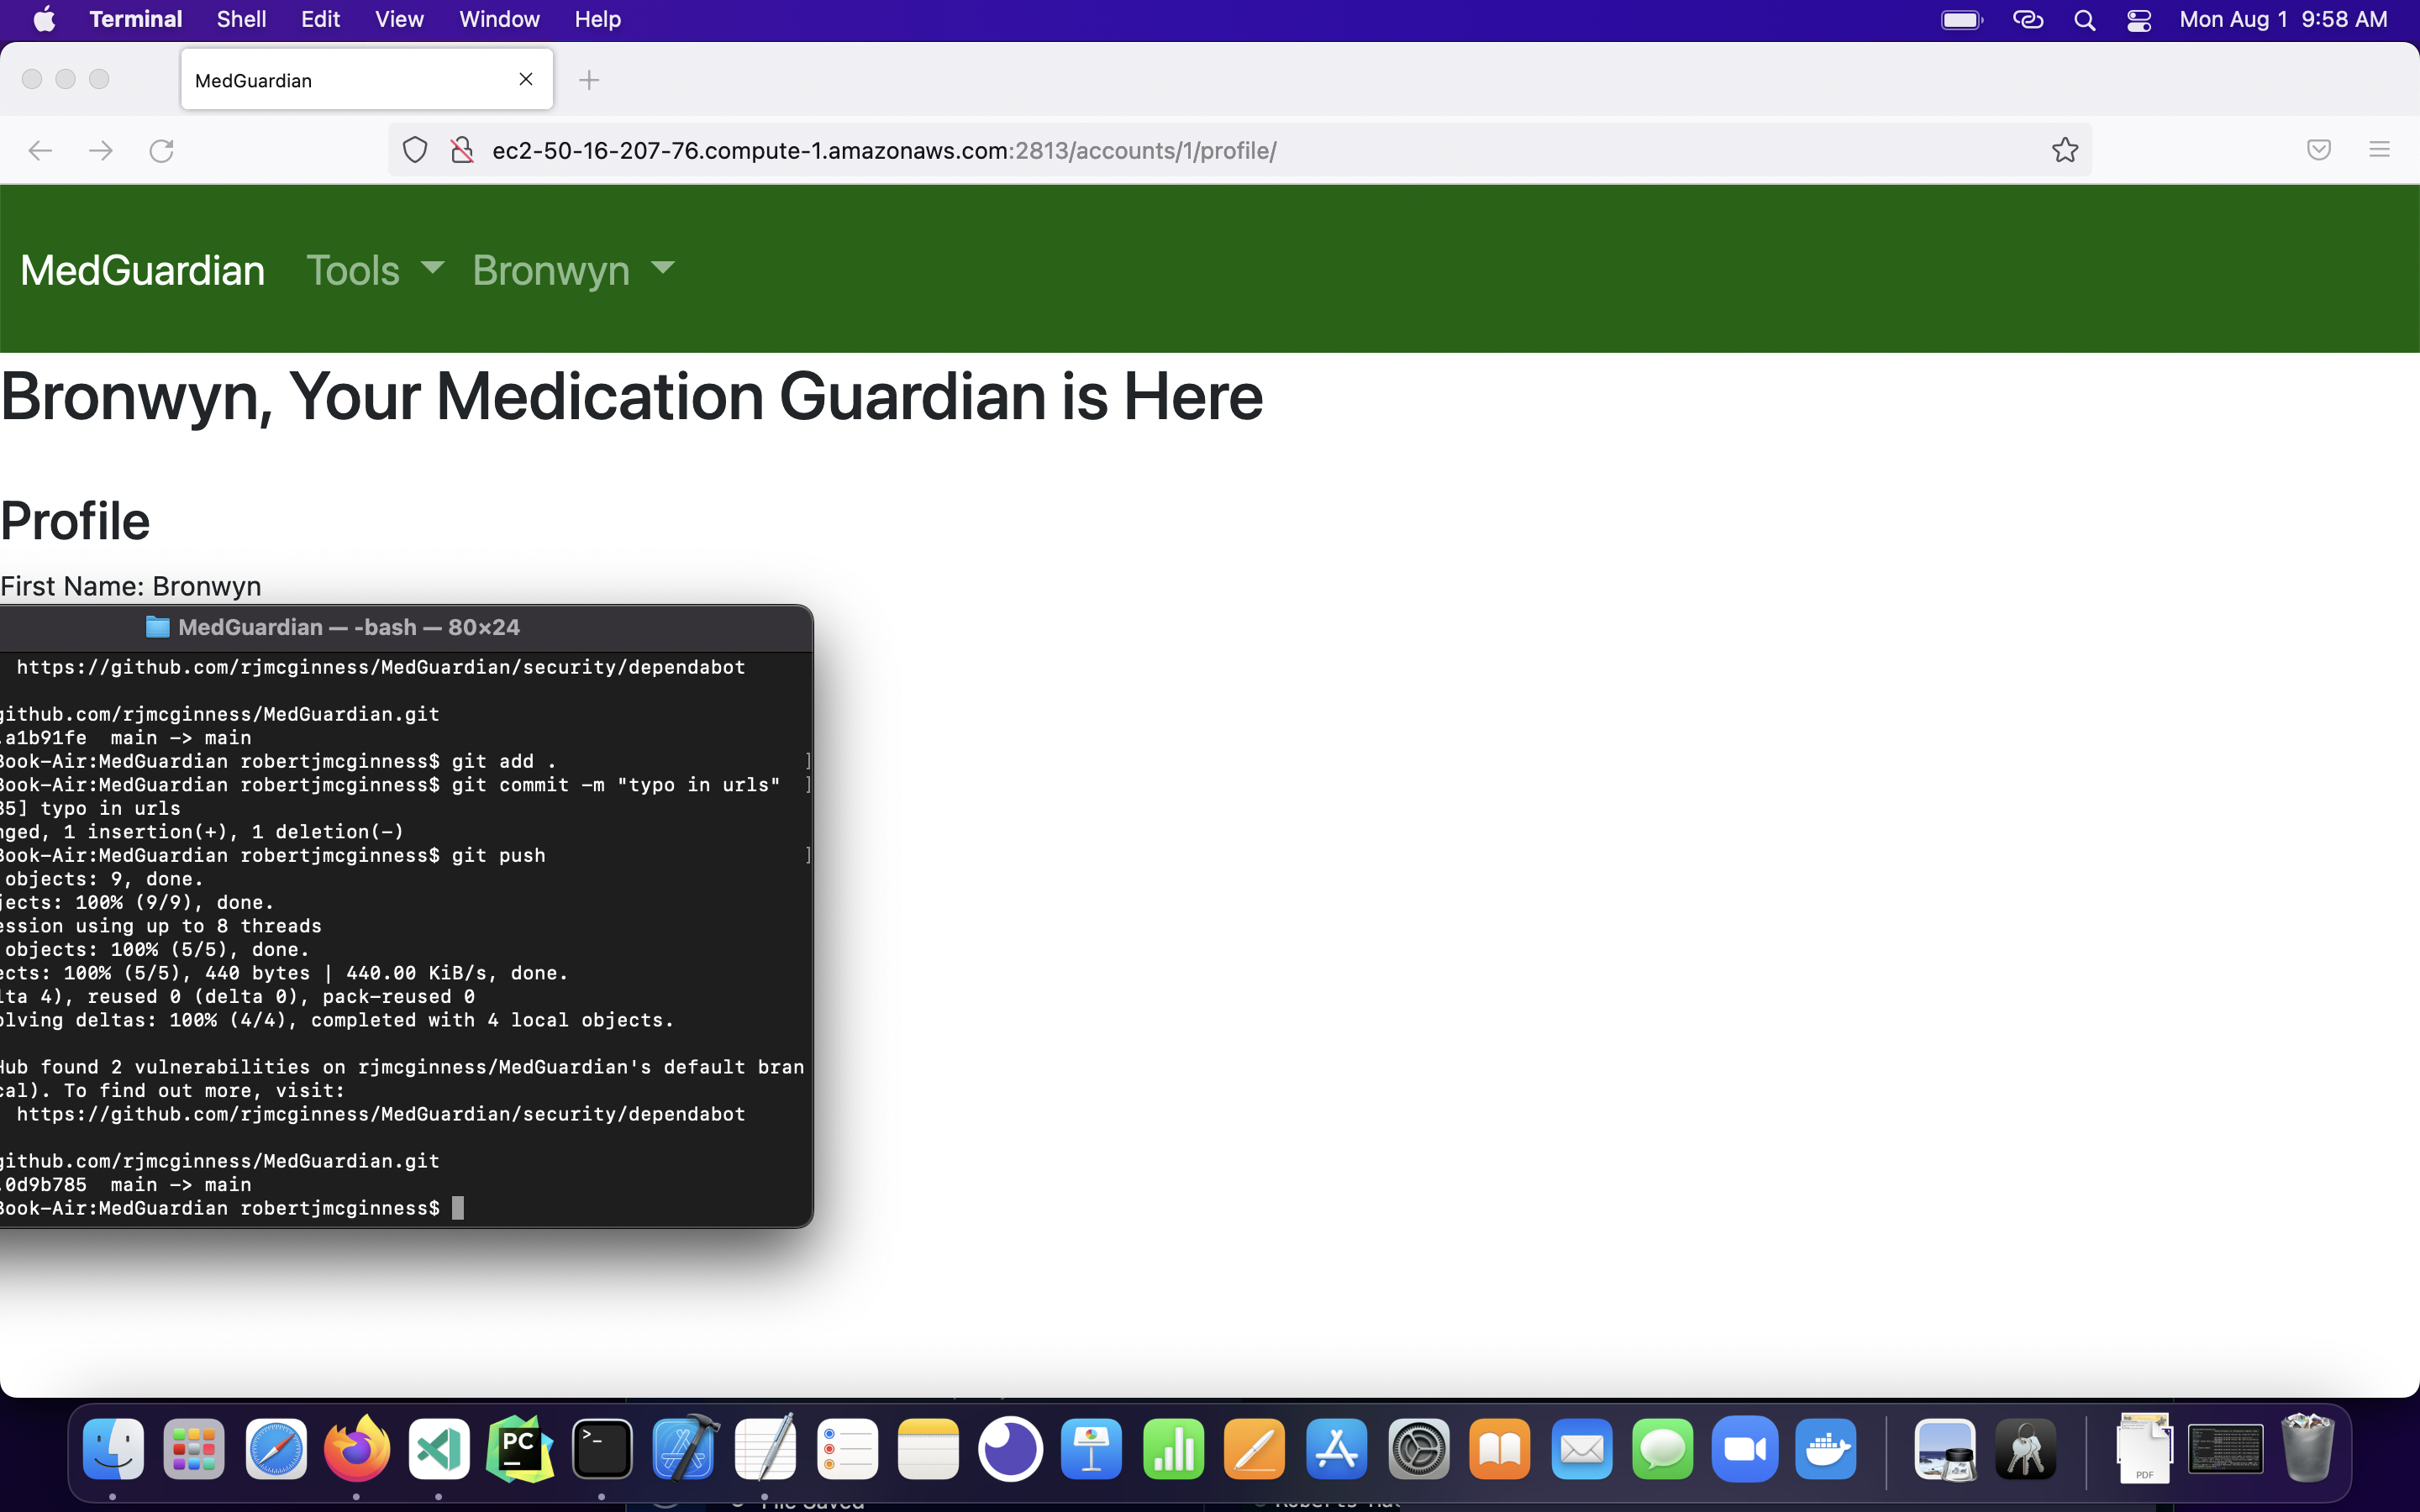 Terminal Shell Edit View Window Help Mon Aug 1 9:58 AM
MedGuardian
ec2-50-16-207-76.compute-1.amazonaws.com:2813/accounts/1/profile/
MedGuardian Tools Bronwyn
Bronwyn, Your Medication Guardian is Here
Profile
First Name: Bronwyn
MedGuardian — -bash — 80×24
https://github.com/rjmcginness/MedGuardian/security/dependabot
github.com/rjmcginness/MedGuardian.git
.a1b91fe main -> main
Book-Air:MedGuardian robertjmcginness$ git add . ]
Book-Air:MedGuardian robertjmcginness$ git commit -m "typo in urls" ]
35] typo in urls
nged, 1 insertion(+), 1 deletion(-)
Book-Air:MedGuardian robertjmcginness$ git push ]
objects: 9, done.
jects: 100% (9/9), done.
ession using up to 8 threads
objects: 100% (5/5), done.
ects: 100% (5/5), 440 bytes | 440.00 KiB/s, done.
lta 4), reused 0 (delta 0), pack-reused 0
olving deltas: 100% (4/4), completed with 4 local objects.
Hub found 2 vulnerabilities on rjmcginness/MedGuardian's default bran
cal). To find out more, visit:
https://github.com/rjmcginness/MedGuardian/security/dependabot
github.com/rjmcginness/MedGuardian.git
.0d9b785 main -> main
Book-Air:MedGuardian robertjmcginness$
PC
>_
PDF
File Saved